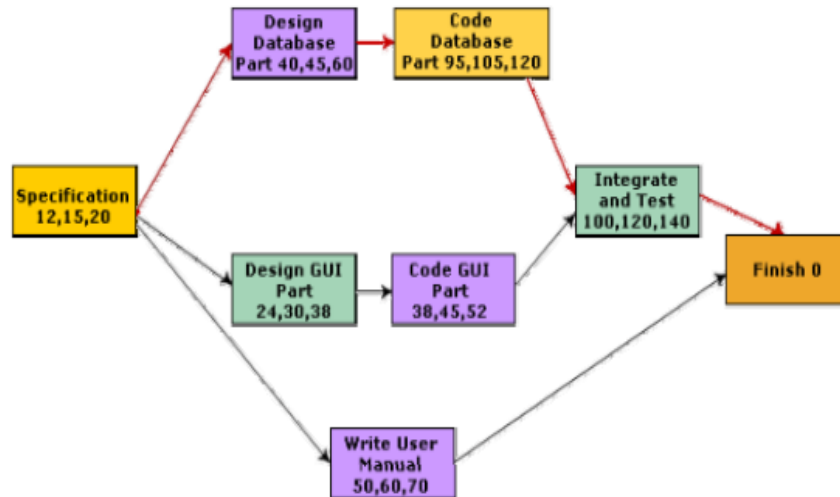 Design
Database
Part 40,45,60
Code
Database
Part 95,105,120
Specification
12,15,20
Integrate
and Test
100,120,140
Design GUI
Part
24,30,38
Code GUI
Part
38,45,52
Finish 0
Write User
Manual
50,60,70